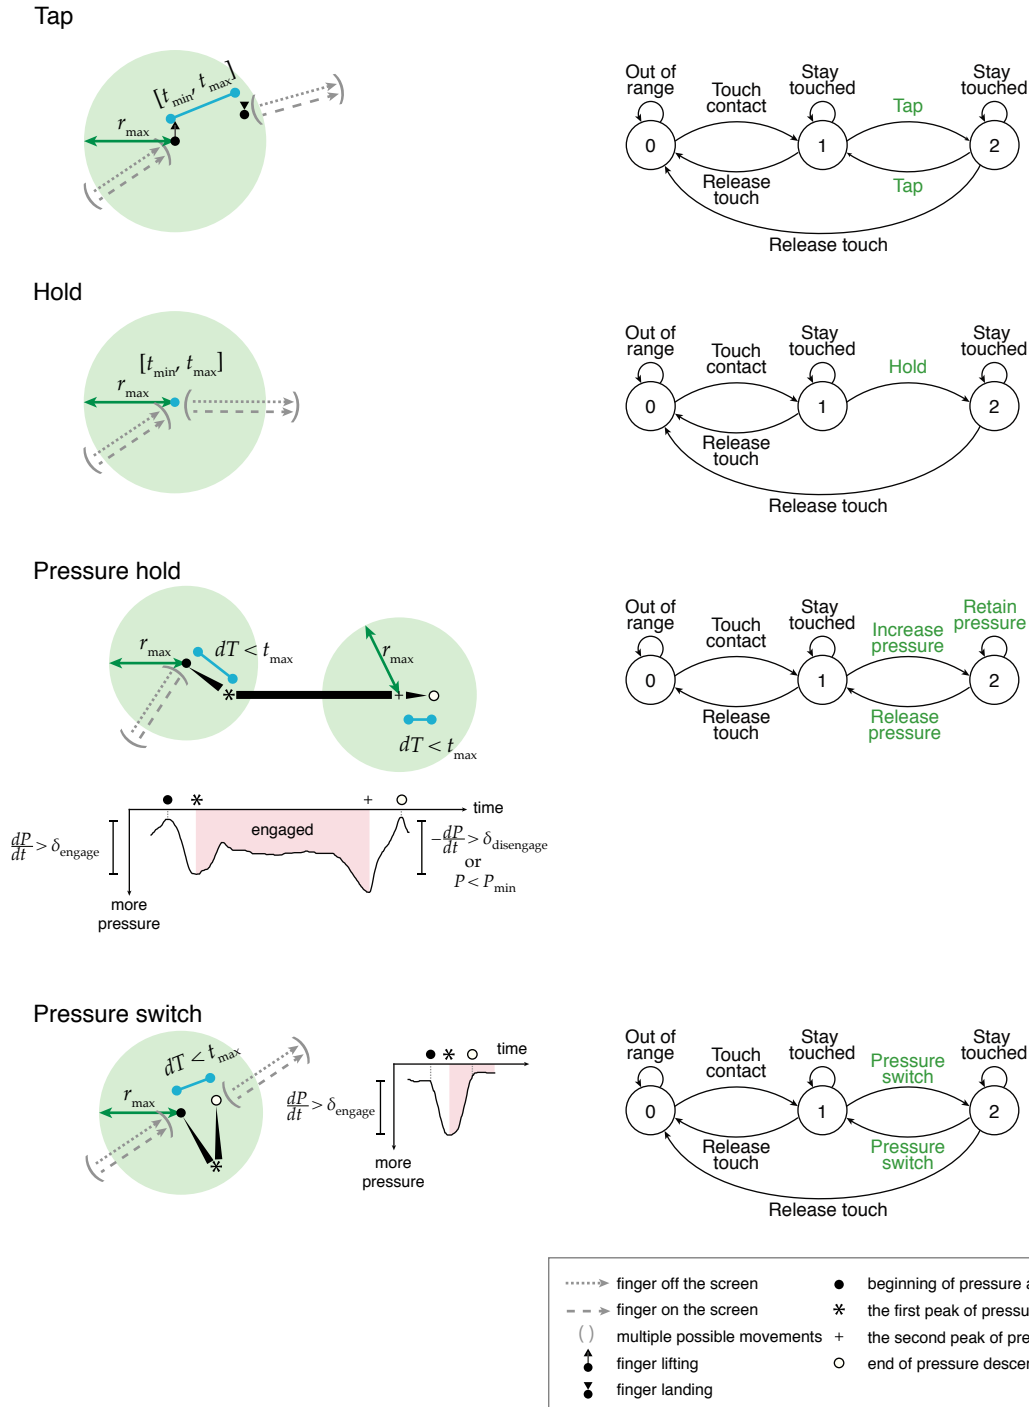 Tap
[t_min, t_max]
r_max
Out of
range
Touch
contact
Stay
touched
Tap
Stay
touched
0
1
2
Release
touch
Tap
Release touch
Hold
[t_min, t_max]
r_max
Out of
range
Touch
contact
Stay
touched
Hold
Stay
touched
0
1
2
Release
touch
Release touch
Pressure hold
r_max
dT < t_max
r_max
dT < t_max
Out of
range
Touch
contact
Stay
touched
Increase
pressure
Retain
pressure
0
1
2
Release
touch
Release
pressure
time
engaged
dP/dt > δ_engage
-dP/dt > δ_disengage
or
P < P_min
more
pressure
Pressure switch
dT < t_max
r_max
time
dP/dt > δ_engage
more
pressure
Out of
range
Touch
contact
Stay
touched
Pressure
switch
Stay
touched
0
1
2
Release
touch
Pressure
switch
Release touch
finger off the screen
finger on the screen
( ) multiple possible movements
finger lifting
finger landing
beginning of pressure
* the first peak of
+ the second peak of
end of pressure